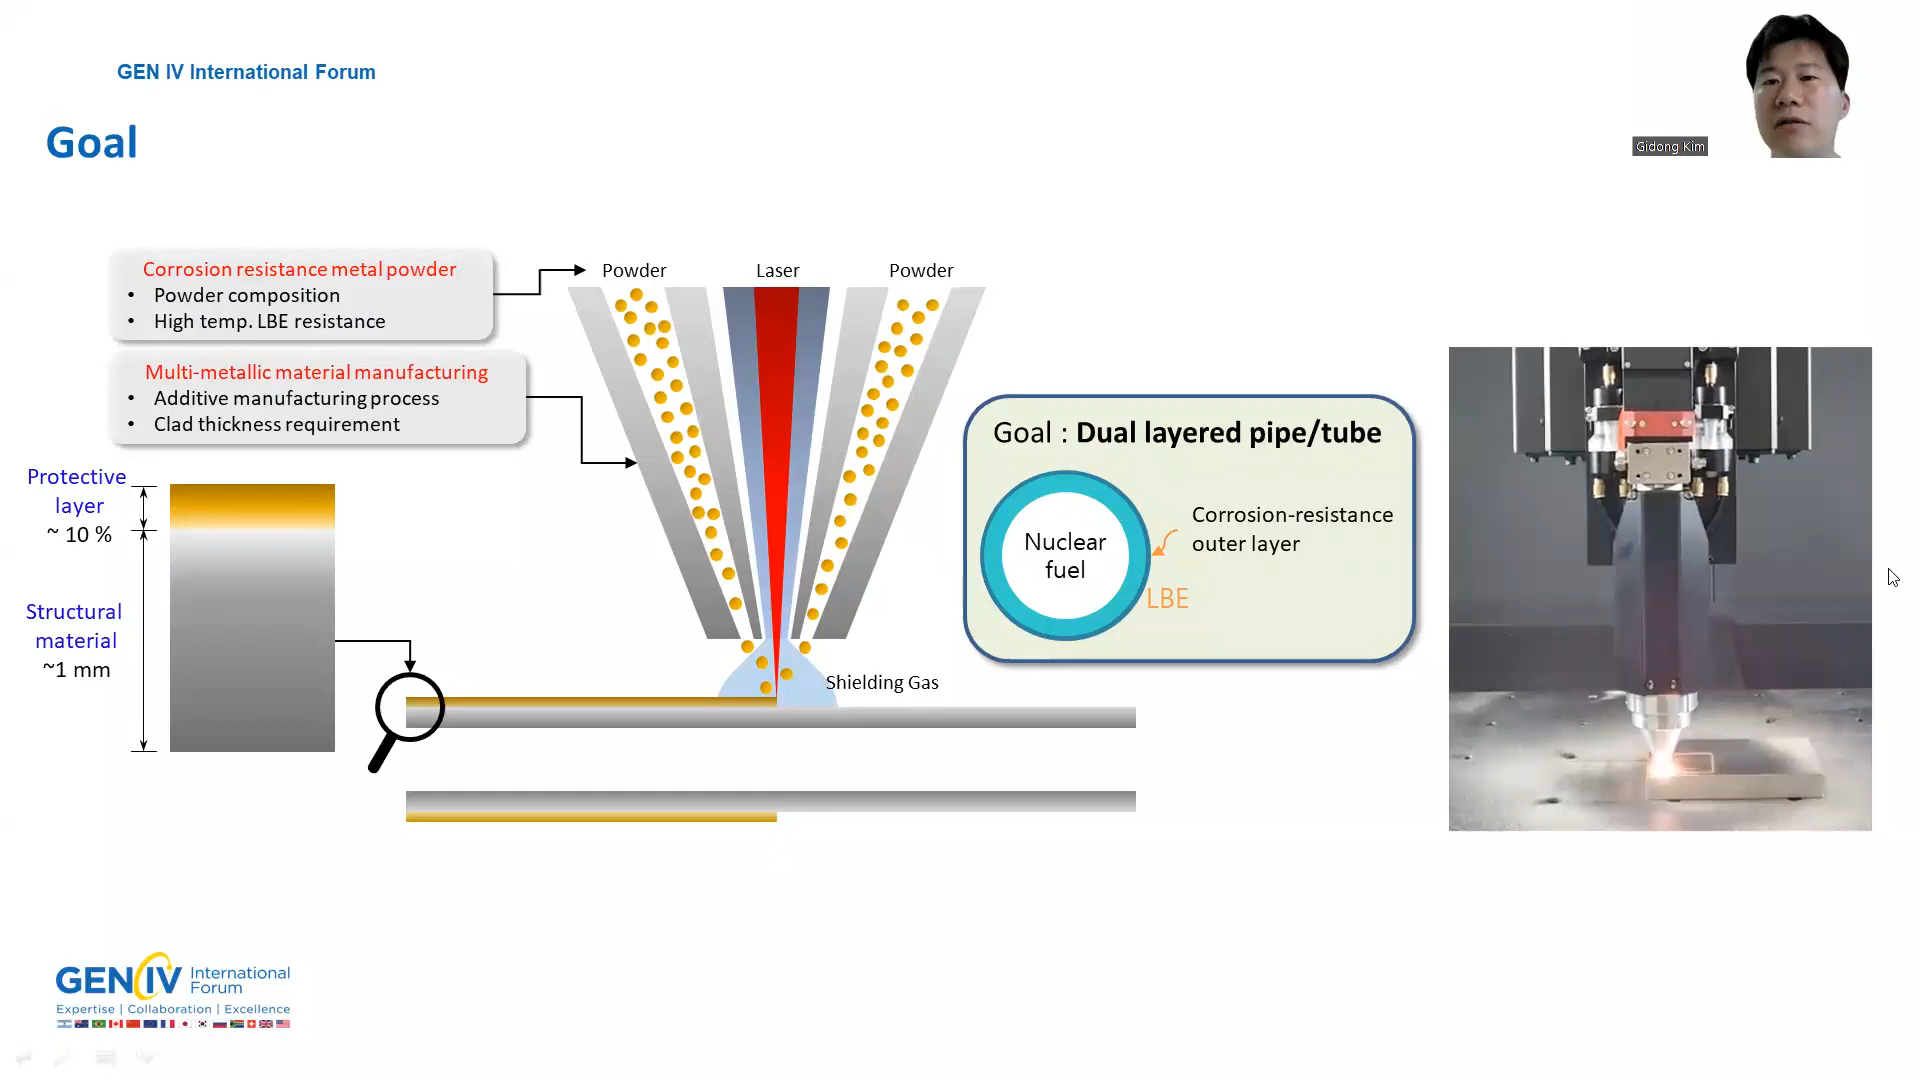 GEN IV International Forum
Goal
Gidong Kim
Corrosion resistance metal powder
• Powder composition
• High temp. LBE resistance
Multi-metallic material manufacturing
• Additive manufacturing process
• Clad thickness requirement
Powder
Laser
Powder
Protective
layer
~ 10 %
Structural
material
~1 mm
Shielding Gas
Goal : Dual layered pipe/tube
Nuclear
fuel
Corrosion-resistance
outer layer
LBE
GEN IV International
Forum
Expertise | Collaboration | Excellence